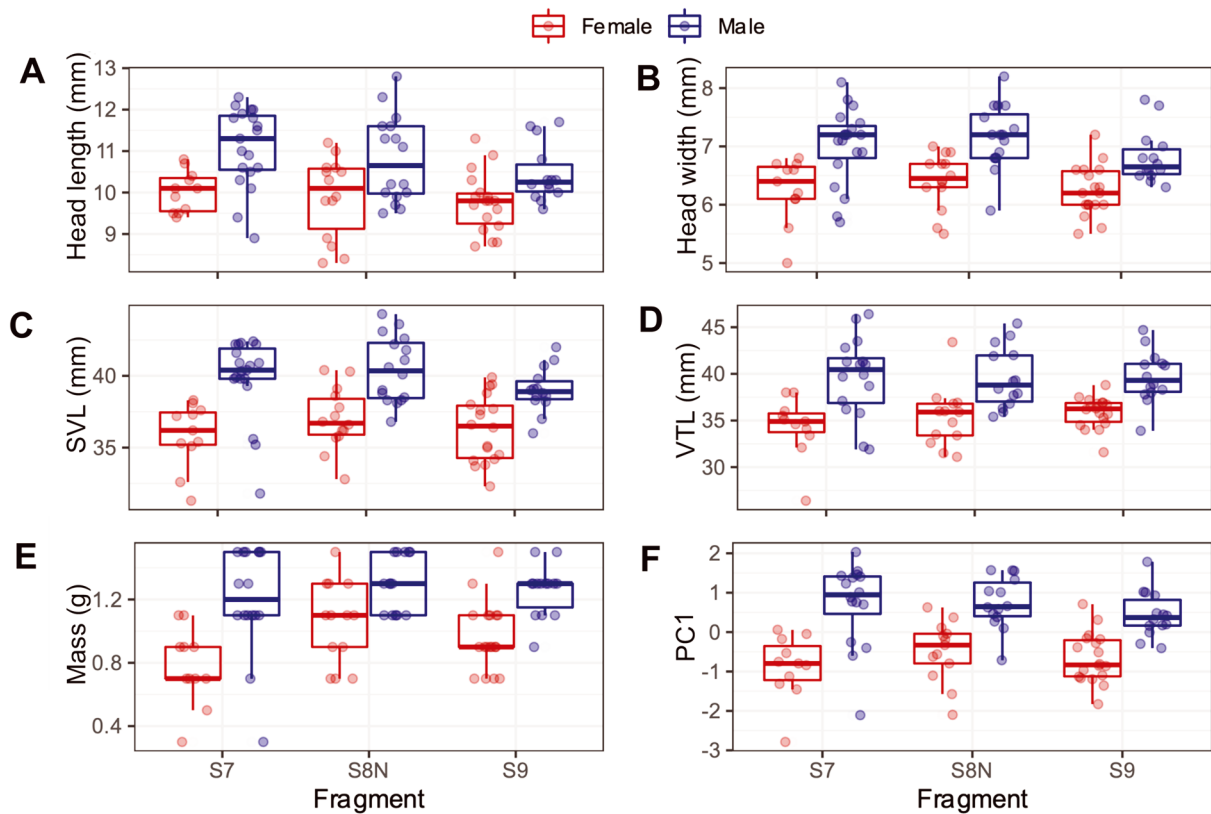 Female Male
A
Head length (mm)
13
12
11
10
9
B
Head width (mm)
8
7
6
5
C
SVL (mm)
40
35
D
VTL (mm)
45
40
35
30
E
Mass (g)
1.2
0.8
0.4
S7 S8N S9
Fragment
F
PC1
2
1
0
-1
-2
-3
S7 S8N S9
Fragment